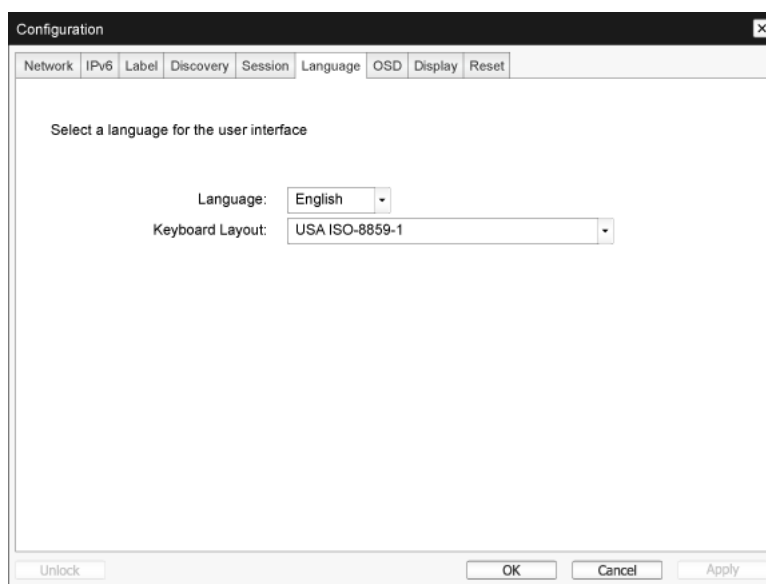 Configuration
Network IPv6 Label Discovery Session Language OSD Display Reset
Select a language for the user interface
Language: English
Keyboard Layout: USA ISO-8859-1
Unlock OK Cancel Apply